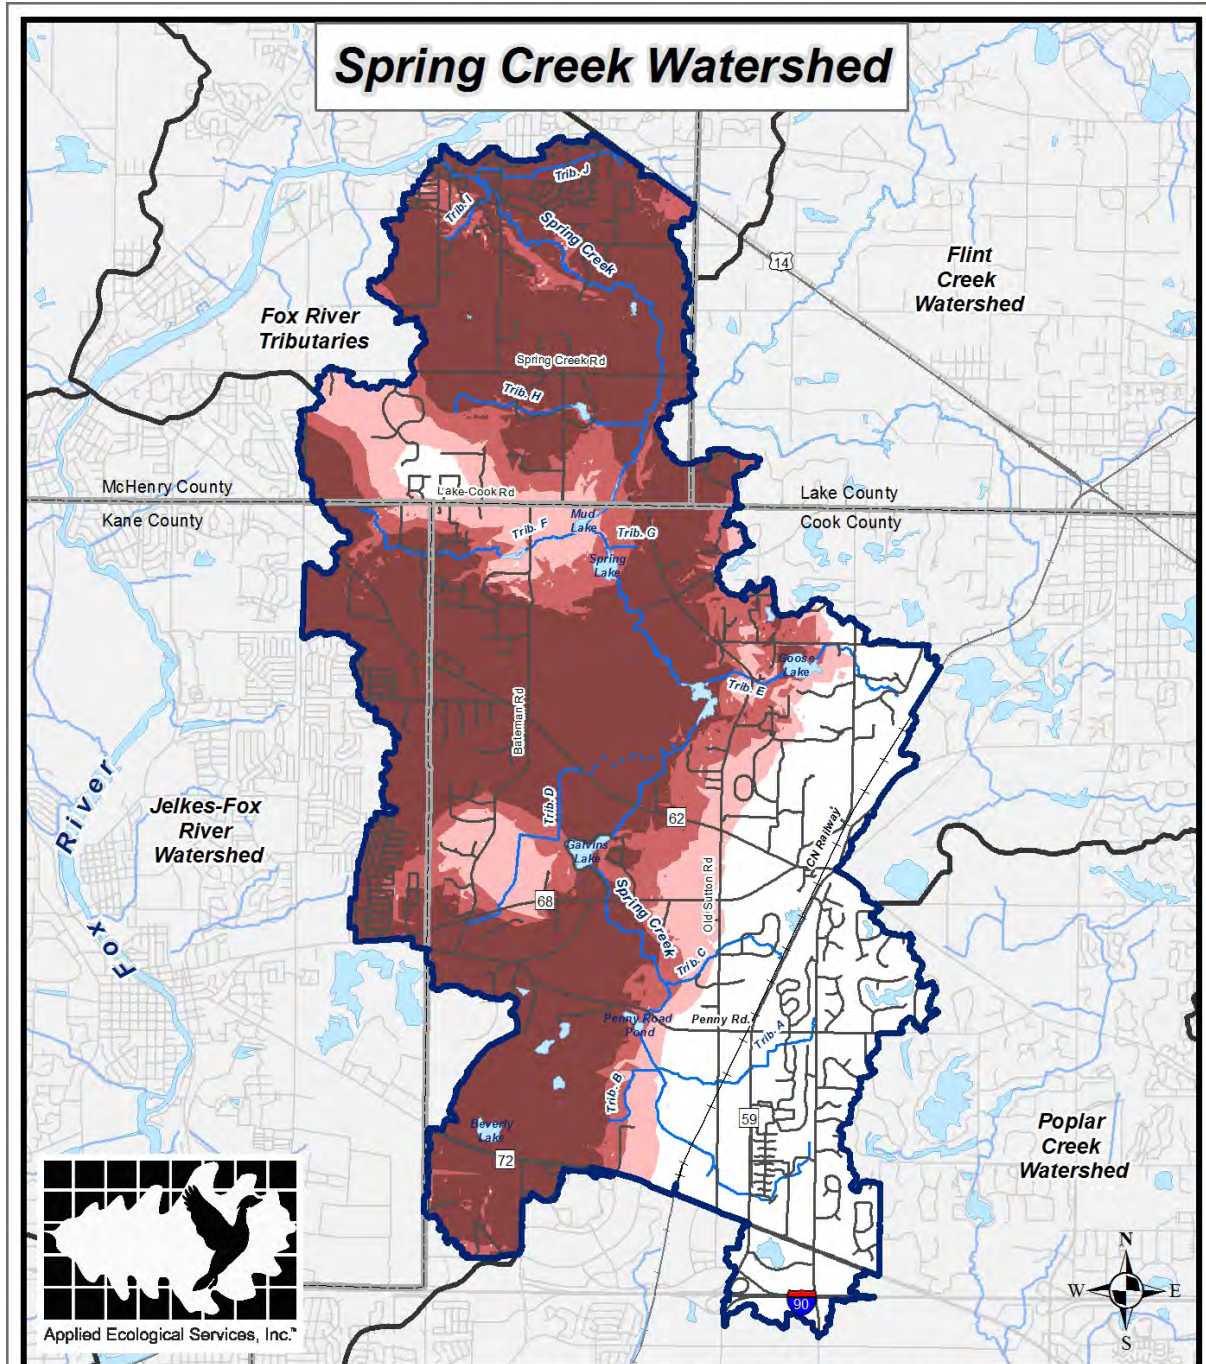 Spring Creek Watershed
Trib. J
Trib. I
Spring Creek
14
Flint
Creek
Watershed
Fox River
Tributaries
Spring Creek Rd
Trib. H
McHenry County
Lake-Cook Rd
Lake County
Kane County
Cook County
Mud
Lake
Trib. F
Trib. G
Spring
Lake
Goose
Lake
Trib. E
Bateman Rd
Fox River
Jelkes-Fox
River
Watershed
Trib. D
62
CN Railway
Galvins
Lake
Old Sutton Rd
68
Spring Creek
Trib. C
Penny Road
Pond
Penny Rd.
Trib. A
Trib. B
59
Beverly
Lake
72
Poplar
Creek
Watershed
N
W
E
S
90
Applied Ecological Services, Inc.™